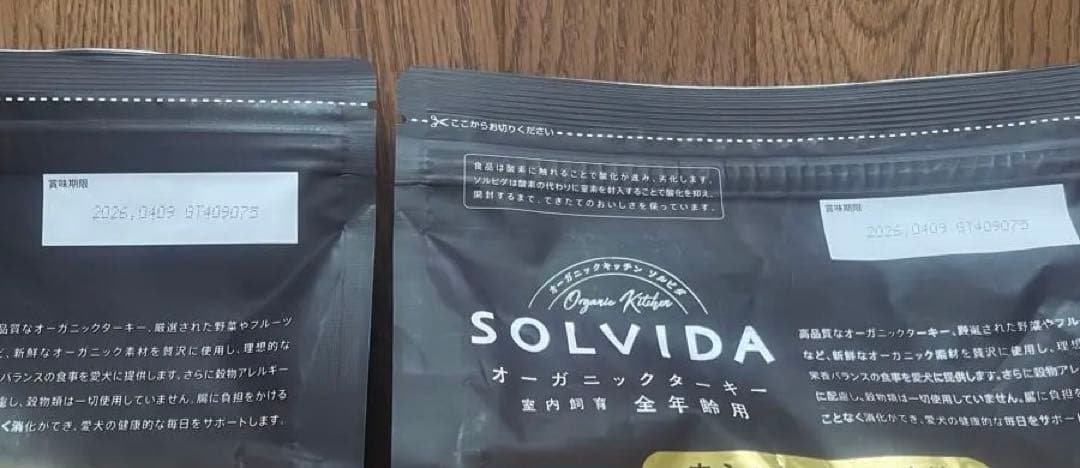 賞味期限
2026,0409 GT409075
高品質なオーガニックターキー、厳選された野菜やフルーツ
ど、新鮮なオーガニック素材を贅沢に使用し、理想的な
バランスの食事を愛犬に提供します。さらに穀物アレルギー
慮し、穀物類は一切使用していません。腸に負担をかける
く消化ができ、愛犬の健康的な毎日をサポートします。
ここからお切りください
食品は酸素に触れることで酸化が進み、劣化します。
ソルビダは酸素の代わりに窒素を封入することで酸化を抑え、
開封するまで、できたてのおいしさを保っています。
賞味期限
2026,0409 GT409075
オーガニックキッチン ソルビダ
Organic Kitchen
SOLVIDA
オーガニックターキー
室内飼育 全年齢用
高品質なオーガニックターキー、厳選された野菜やフル
など、新鮮なオーガニック素材を贅沢に使用し、理想
栄養バランスの食事を愛犬に提供します。さらに穀物アレ
に配慮し、穀物類は一切使用していません。腸に負担
ことなく消化ができ、愛犬の健康的な毎日をサポート